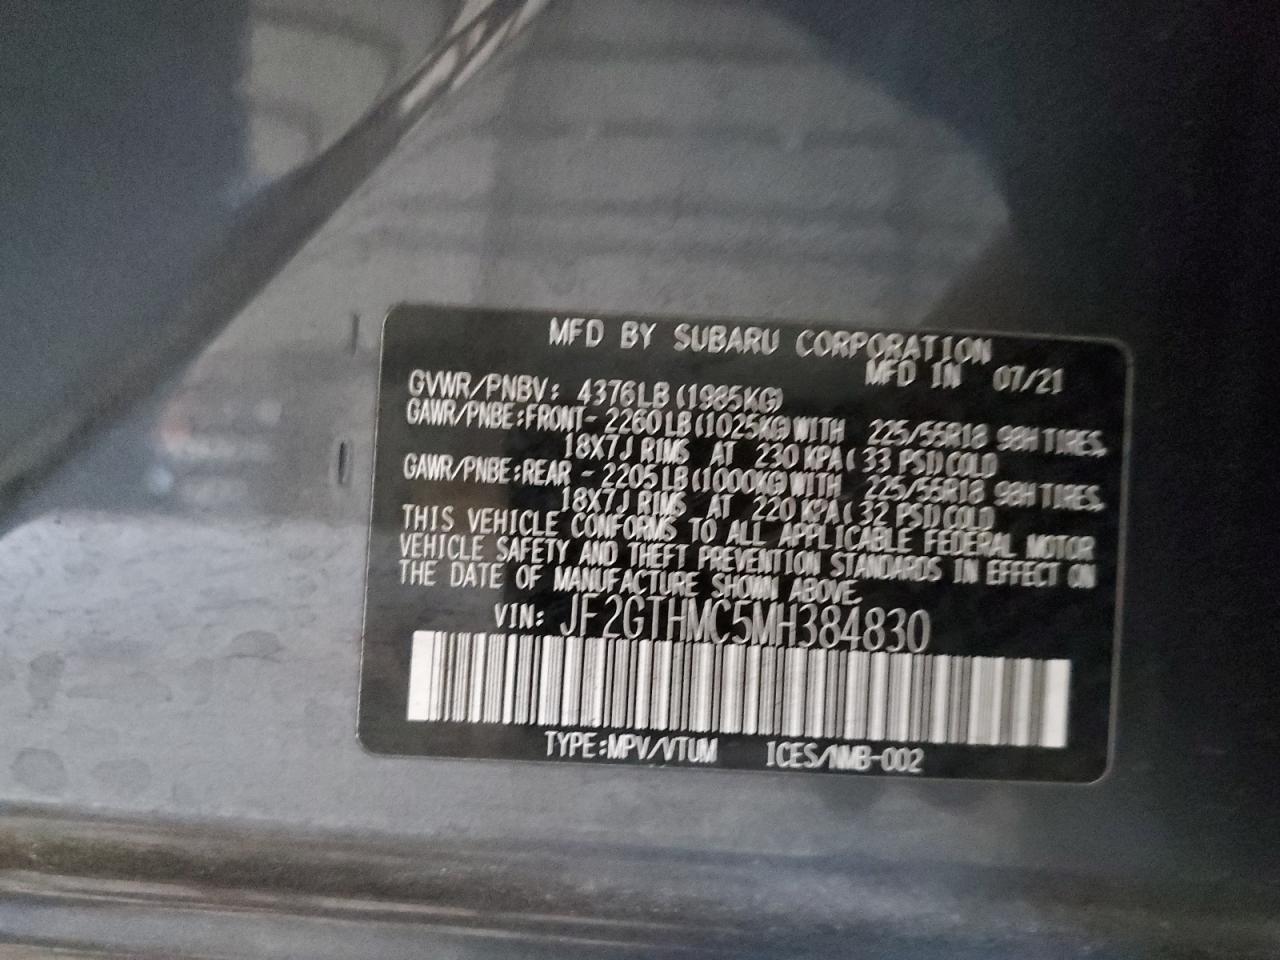 MFD BY SUBARU CORPORATION
MFD IN 07/21
GVWR/PNBV: 4376LB(1985KG)
GAWR/PNBE:FRONT-2260LB(1025KG)WITH 225/55R18 98H TIRES,
18X7J RIMS AT 230 KPA( 33 PSI)COLD
GAWR/PNBE:REAR -2205LB(1000KG)WITH 225/55R18 98H TIRES,
18X7J RIMS AT 220 KPA( 32 PSI)COLD
THIS VEHICLE CONFORMS TO ALL APPLICABLE FEDERAL MOTOR
VEHICLE SAFETY AND THEFT PREVENTION STANDARDS IN EFFECT ON
THE DATE OF MANUFACTURE SHOWN ABOVE.
VIN: JF2GTHMC5MH384830
TYPE:MPV/VTUM ICES/NMB-002